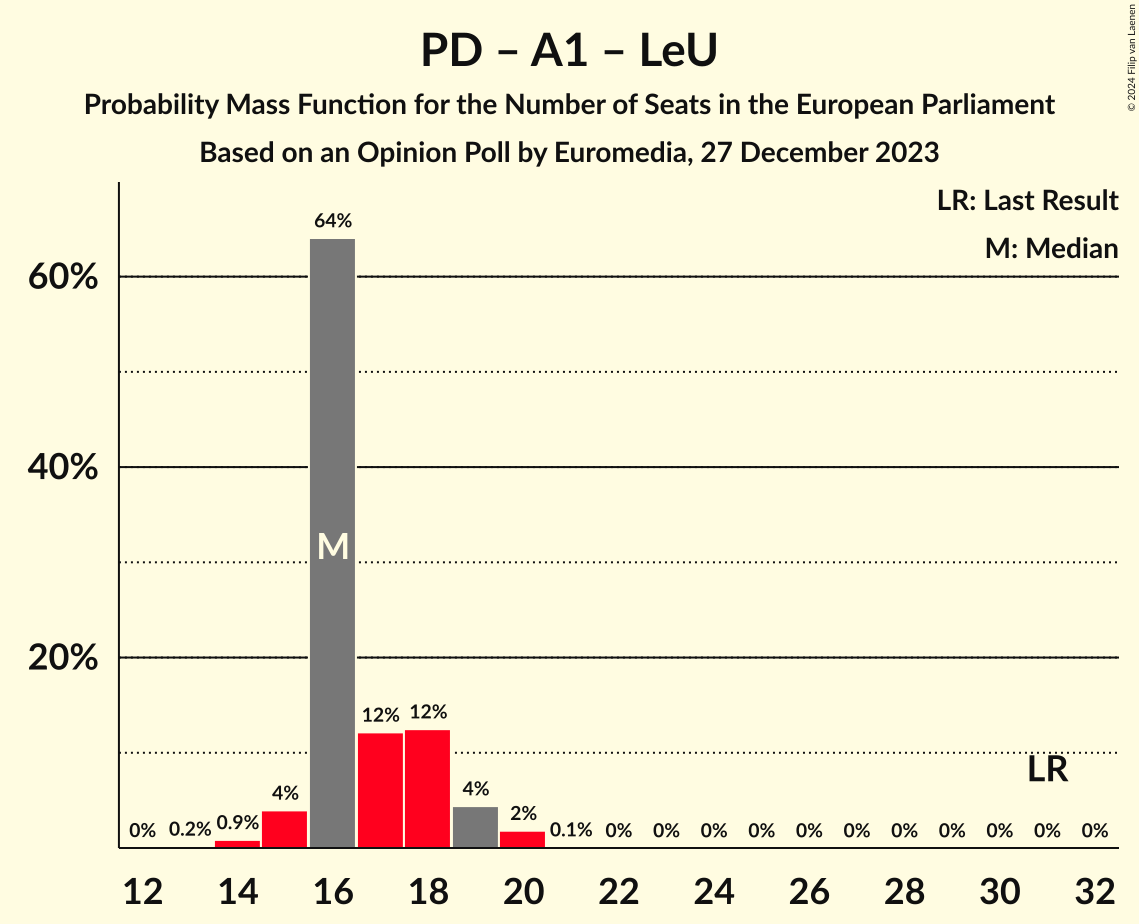 PD – A1 – LeU
Probability Mass Function for the Number of Seats in the European Parliament
Based on an Opinion Poll by Euromedia, 27 December 2023
© 2024 Filip van Laenen
LR: Last Result
M: Median
60%
40%
20%
0% 0.2% 0.9% 4% 64% 12% 12% 4% 2% 0.1% 0% 0% 0% 0% 0% 0% 0% 0% 0% 0% 0%
M
LR
12 14 16 18 20 22 24 26 28 30 32